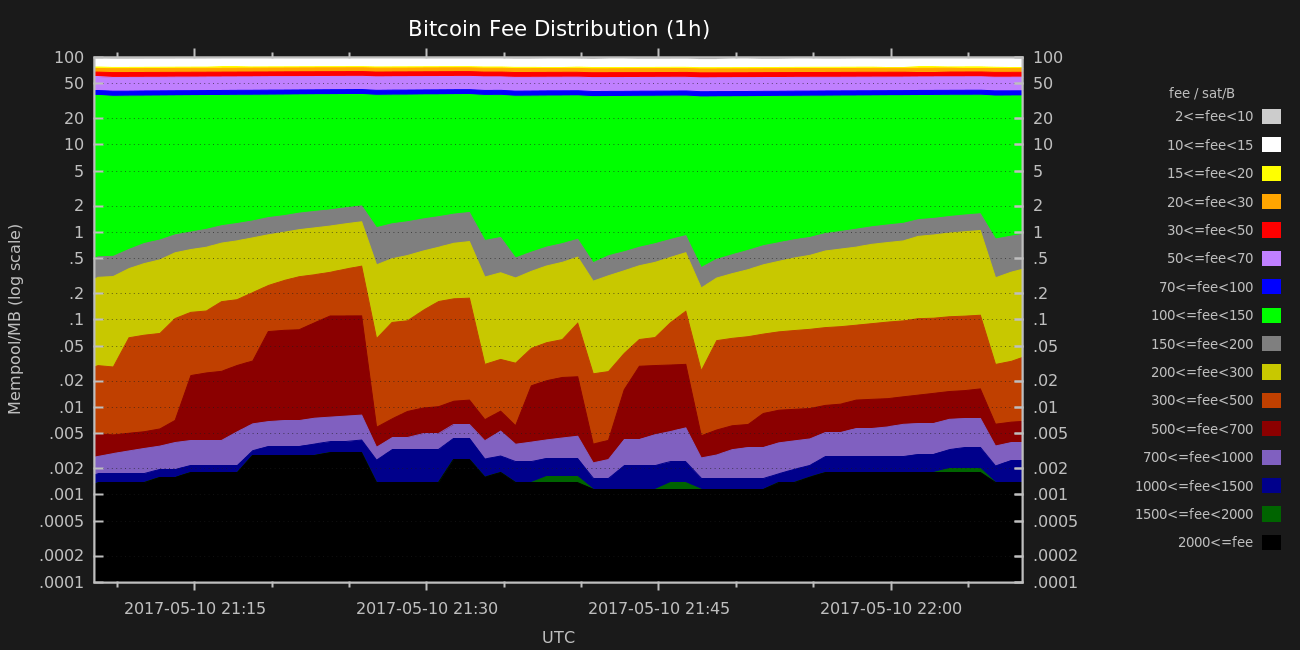 Bitcoin Fee Distribution (1h)
100
50
20
10
5
2
1
.5
.2
.1
.05
.02
.01
.005
.002
.001
.0005
.0002
.0001
Mempool/MB (log scale)
100
50
20
10
5
2
1
.5
.2
.1
.05
.02
.01
.005
.002
.001
.0005
.0002
.0001
2017-05-10 21:15
2017-05-10 21:30
2017-05-10 21:45
2017-05-10 22:00
UTC
fee / sat/B
2<=fee<10
10<=fee<15
15<=fee<20
20<=fee<30
30<=fee<50
50<=fee<70
70<=fee<100
100<=fee<150
150<=fee<200
200<=fee<300
300<=fee<500
500<=fee<700
700<=fee<1000
1000<=fee<1500
1500<=fee<2000
2000<=fee